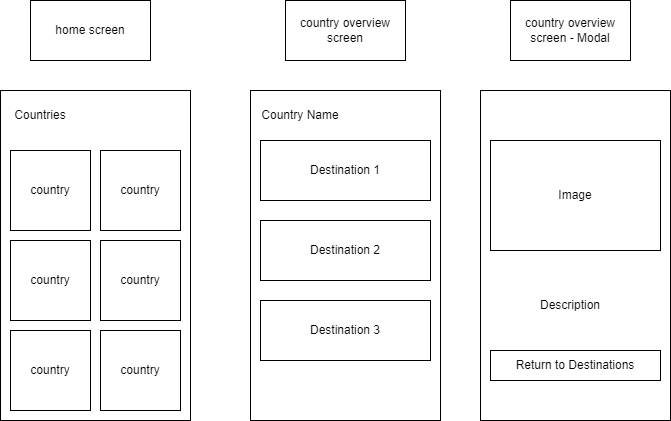 home screen
country overview
screen
country overview
screen - Modal
Countries
country
country
country
country
country
country
Country Name
Destination 1
Destination 2
Destination 3
Image
Description
Return to Destinations